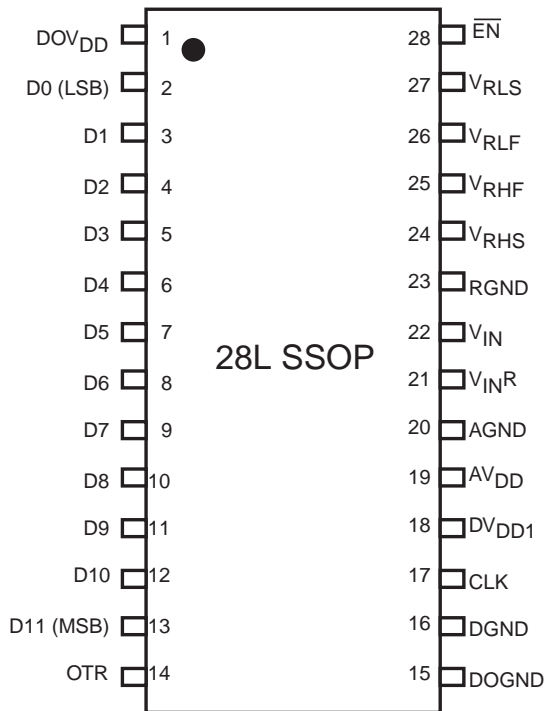 DOVDD 1 28 EN
D0 (LSB) 2 27 VRLS
D1 3 26 VRLF
D2 4 25 VRHF
D3 5 24 VRHS
D4 6 23 RGND
D5 7 22 VIN
D6 8 21 VINR
28L SSOP
D7 9 20 AGND
D8 10 19 AVDD
D9 11 18 DVDD1
D10 12 17 CLK
D11 (MSB) 13 16 DGND
OTR 14 15 DOGND